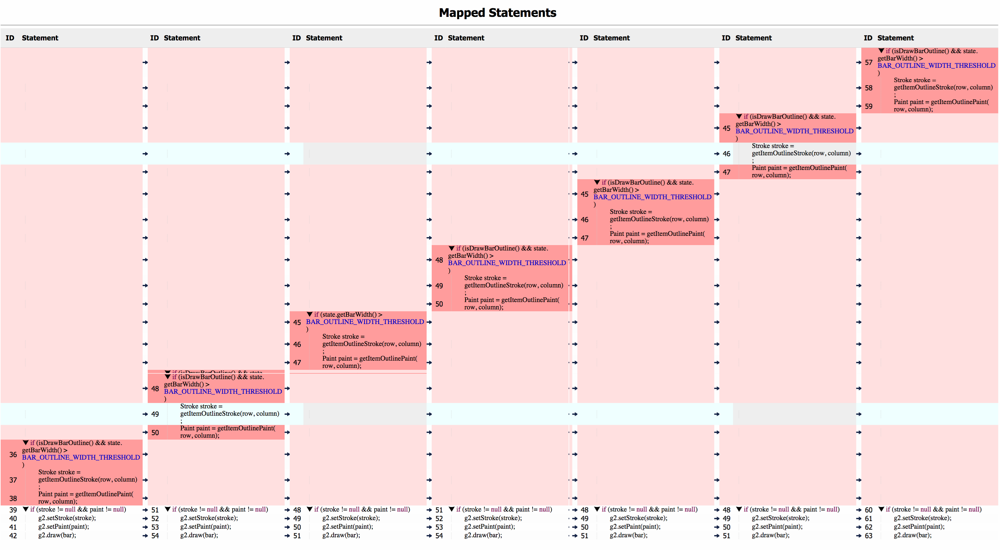 Mapped Statements
ID Statement ID Statement ID Statement ID Statement ID Statement ID Statement ID Statement
▼ if (isDrawBarOutline() && state.
57 getBarWidth() >
BAR_OUTLINE_WIDTH_THRESHOLD
)
Stroke stroke =
58 getItemOutlineStroke(row, column)
;
59 Paint paint = getItemOutlinePaint(
row, column);
▼ if (isDrawBarOutline() && state.
45 getBarWidth() >
BAR_OUTLINE_WIDTH_THRESHOLD
)
Stroke stroke =
46 getItemOutlineStroke(row, column)
;
47 Paint paint = getItemOutlinePaint(
row, column);
▼ if (isDrawBarOutline() && state.
45 getBarWidth() >
BAR_OUTLINE_WIDTH_THRESHOLD
)
Stroke stroke =
46 getItemOutlineStroke(row, column)
;
47 Paint paint = getItemOutlinePaint(
row, column);
▼ if (isDrawBarOutline() && state.
48 getBarWidth() >
BAR_OUTLINE_WIDTH_THRESHOLD
)
Stroke stroke =
49 getItemOutlineStroke(row, column)
;
50 Paint paint = getItemOutlinePaint(
row, column);
▼ if (state.getBarWidth() >
45 BAR_OUTLINE_WIDTH_THRESHOLD
)
Stroke stroke =
46 getItemOutlineStroke(row, column)
;
47 Paint paint = getItemOutlinePaint(
row, column);
▼ if (isDrawBarOutline() && state.
▼ if (isDrawBarOutline() && state.
48 getBarWidth() >
BAR_OUTLINE_WIDTH_THRESHOLD
)
Stroke stroke =
49 getItemOutlineStroke(row, column)
;
50 Paint paint = getItemOutlinePaint(
row, column);
▼ if (isDrawBarOutline() && state.
36 getBarWidth() >
BAR_OUTLINE_WIDTH_THRESHOLD
)
Stroke stroke =
37 getItemOutlineStroke(row, column)
;
38 Paint paint = getItemOutlinePaint(
row, column);
39 ▼ if (stroke != null && paint != null) 51 ▼ if (stroke != null && paint != null) 48 ▼ if (stroke != null && paint != null) 51 ▼ if (stroke != null && paint != null) 48 ▼ if (stroke != null && paint != null) 48 ▼ if (stroke != null && paint != null) 60 ▼ if (stroke != null && paint != null)
40 g2.setStroke(stroke); 52 g2.setStroke(stroke); 49 g2.setStroke(stroke); 52 g2.setStroke(stroke); 49 g2.setStroke(stroke); 49 g2.setStroke(stroke); 61 g2.setStroke(stroke);
41 g2.setPaint(paint); 53 g2.setPaint(paint); 50 g2.setPaint(paint); 53 g2.setPaint(paint); 50 g2.setPaint(paint); 50 g2.setPaint(paint); 62 g2.setPaint(paint);
42 g2.draw(bar); 54 g2.draw(bar); 51 g2.draw(bar); 54 g2.draw(bar); 51 g2.draw(bar); 51 g2.draw(bar); 63 g2.draw(bar);